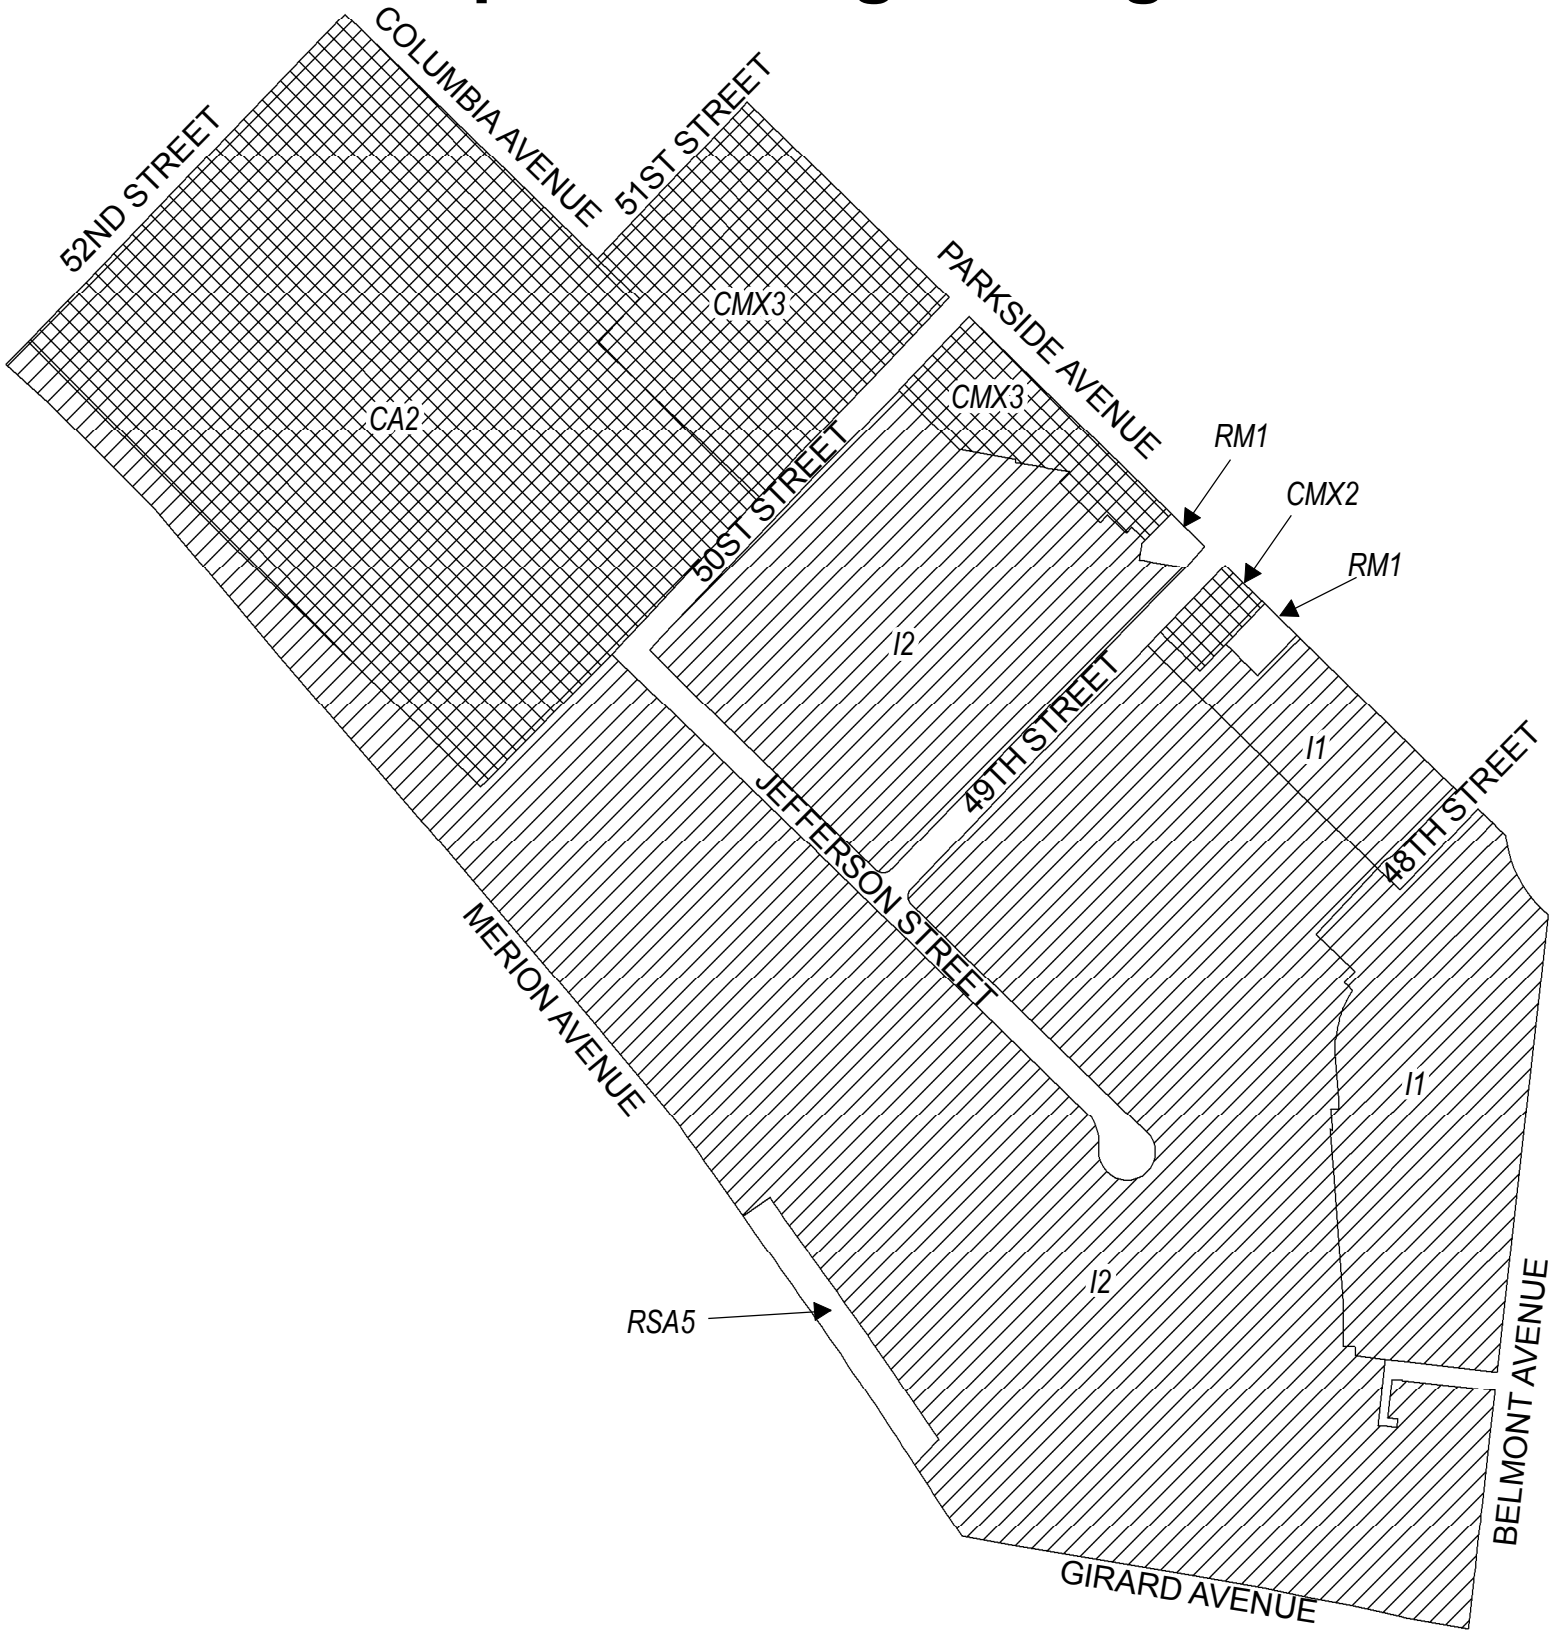 COLUMBIA AVENUE
51ST STREET
52ND STREET
PARKSIDE AVENUE
CMX3
CMX3
CA2
RM1
50ST STREET
CMX2
RM1
I2
49TH STREET
I1
48TH STREET
JEFFERSON STREET
MERION AVENUE
I1
I2
RSA5
BELMONT AVENUE
GIRARD AVENUE